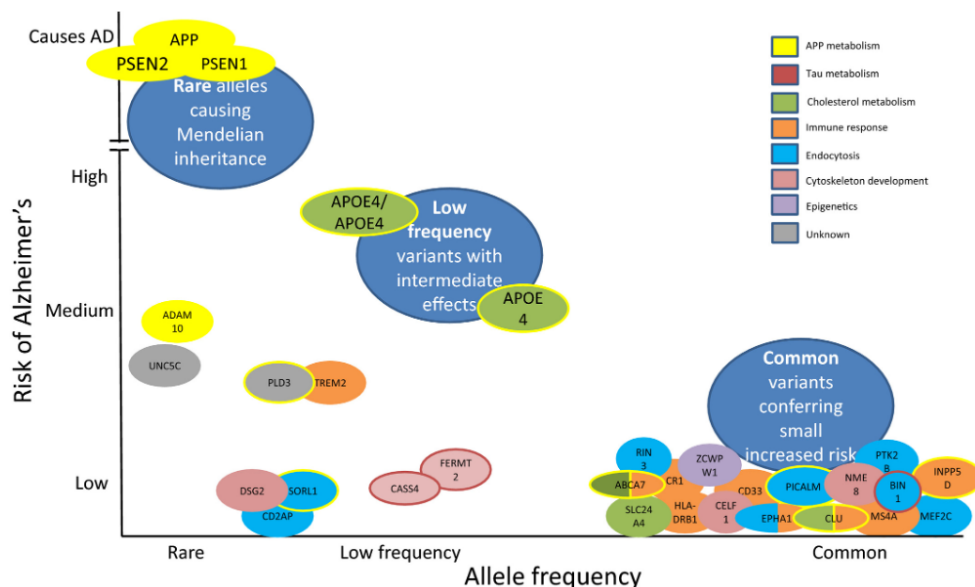 Causes AD
High
Medium
Low
Risk of Alzheimer's
APP
PSEN2
PSEN1
Rare alleles
causing
Mendelian
inheritance
APOE4/
APOE4
Low
frequency
variants with
intermediate
effects
APOE
4
ADAM
10
UNC5C
PLD3
TREM2
DSG2
SORL1
CD2AP
FERMT
2
CASS4
Common
variants
conferring
small
increased risk
RIN
3
ZCWP
W1
PTK2
B
INPP5
D
ABCA7
CR1
CD33
PICALM
NME
8
BIN
1
SLC24
A4
HLA-
DRB1
CELF
1
EPHA1
CLU
MS4A
MEF2C
APP metabolism
Tau metabolism
Cholesterol metabolism
Immune response
Endocytosis
Cytoskeleton development
Epigenetics
Unknown
Rare
Low frequency
Common
Allele frequency